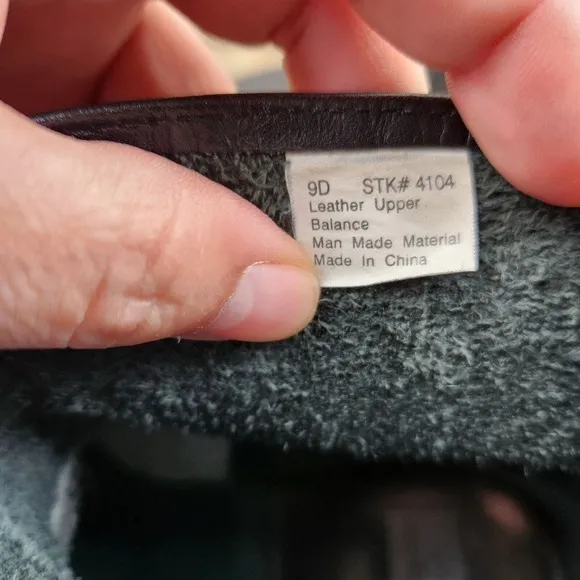 9D STK# 4104
Leather Upper
Balance
Man Made Material
Made In China